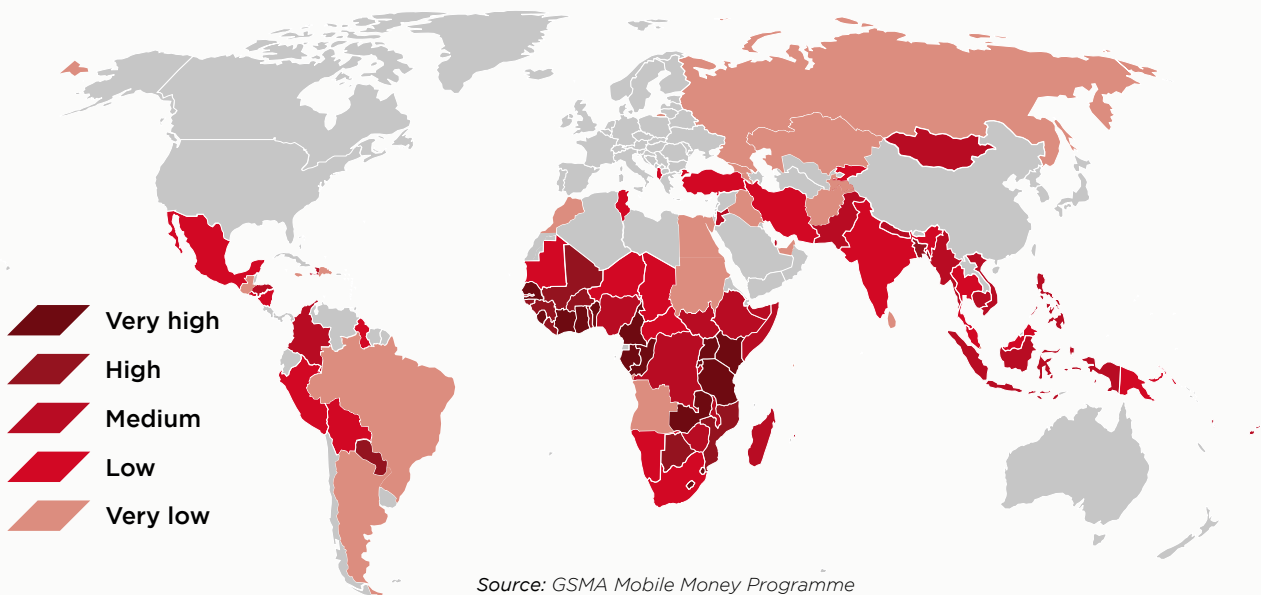 Very high
High
Medium
Low
Very low
Source: GSMA Mobile Money Programme